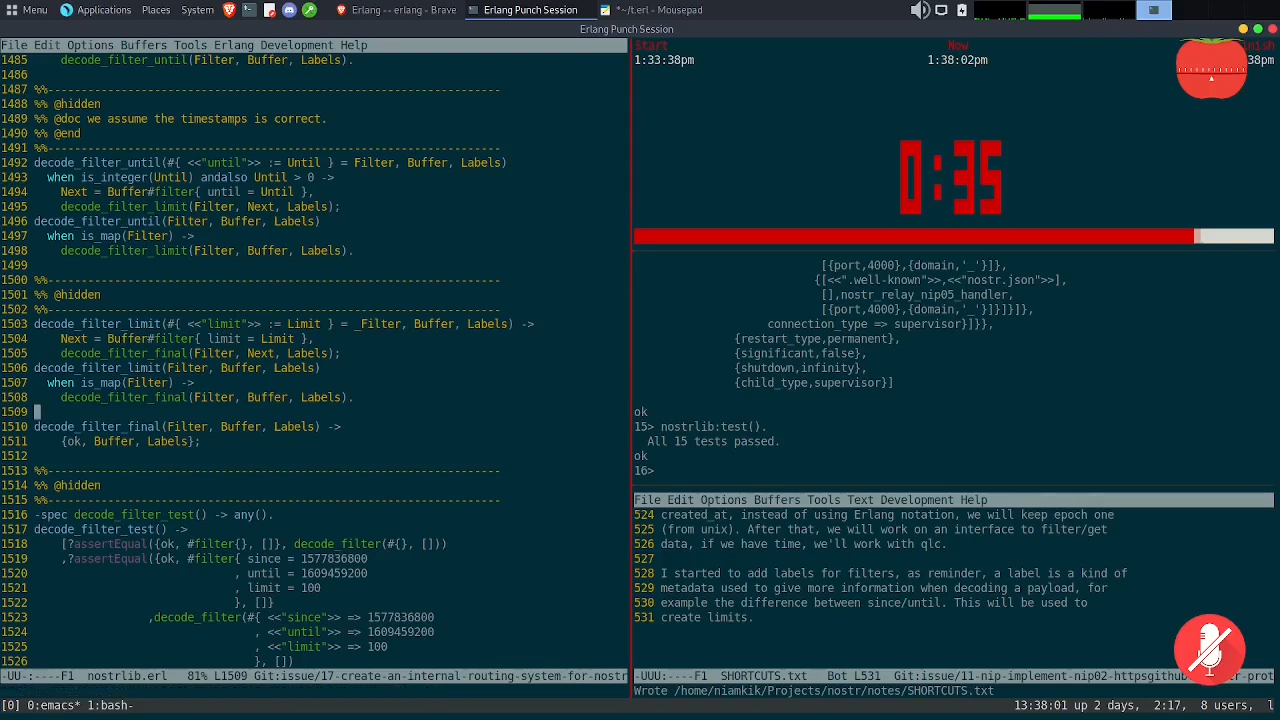 Menu Applications Places System Erlang -- erlang - Brave Erlang Punch Session *~/t.erl - Mousepad
Erlang Punch Session
File Edit Options Buffers Tools Erlang Development Help
1485     decode_filter_until(Filter, Buffer, Labels).
1486
1487 %%--------------------------------------------------------------------
1488 %% @hidden
1489 %% @doc we assume the timestamps is correct.
1490 %% @end
1491 %%--------------------------------------------------------------------
1492 decode_filter_until(#{ <<"until">> := Until } = Filter, Buffer, Labels)
1493   when is_integer(Until) andalso Until > 0 ->
1494     Next = Buffer#filter{ until = Until },
1495     decode_filter_limit(Filter, Next, Labels);
1496 decode_filter_until(Filter, Buffer, Labels)
1497   when is_map(Filter) ->
1498     decode_filter_limit(Filter, Buffer, Labels).
1499
1500 %%--------------------------------------------------------------------
1501 %% @hidden
1502 %%--------------------------------------------------------------------
1503 decode_filter_limit(#{ <<"limit">> := Limit } = _Filter, Buffer, Labels) ->
1504     Next = Buffer#filter{ limit = Limit },
1505     decode_filter_final(Filter, Next, Labels);
1506 decode_filter_limit(Filter, Buffer, Labels)
1507   when is_map(Filter) ->
1508     decode_filter_final(Filter, Buffer, Labels).
1509
1510 decode_filter_final(Filter, Buffer, Labels) ->
1511     {ok, Buffer, Labels};
1512
1513 %%--------------------------------------------------------------------
1514 %% @hidden
1515 %%--------------------------------------------------------------------
1516 -spec decode_filter_test() -> any().
1517 decode_filter_test() ->
1518     [?assertEqual({ok, #filter{}, []}, decode_filter(#{}, []))
1519     ,?assertEqual({ok, #filter{ since = 1577836800
1520                               , until = 1609459200
1521                               , limit = 100
1522                               }, []}
1523                  ,decode_filter(#{ <<"since">> => 1577836800
1524                                  , <<"until">> => 1609459200
1525                                  , <<"limit">> => 100
1526                                  }, [])
-UU-:----F1  nostrlib.erl   81% L1509  Git:issue/17-create-an-internal-routing-system-for-nostr
start Now
1:33:38pm 1:38:02pm 38pm
0:35
[{port,4000},{domain,'_'}]},
{[<<".well-known">>,<<"nostr.json">>],
[],nostr_relay_nip05_handler,
[{port,4000},{domain,'_'}]}]}]},
connection_type => supervisor}]}},
{restart_type,permanent},
{significant,false},
{shutdown,infinity},
{child_type,supervisor}]
ok
15> nostrlib:test().
  All 15 tests passed.
ok
16>
File Edit Options Buffers Tools Text Development Help
524 created_at, instead of using Erlang notation, we will keep epoch one
525 (from unix). After that, we will work on an interface to filter/get
526 data, if we have time, we'll work with qlc.
527
528 I started to add labels for filters, as reminder, a label is a kind of
529 metadata used to give more information when decoding a payload, for
530 example the difference between since/until. This will be used to
531 create limits.
-UUU:----F1  SHORTCUTS.txt   Bot L531   Git:issue/11-nip-implement-nip02-httpsgithub
Wrote /home/niamkik/Projects/nostr/notes/SHORTCUTS.txt
[0] 0:emacs* 1:bash- 13:38:01 up 2 days, 2:17, 8 users, l